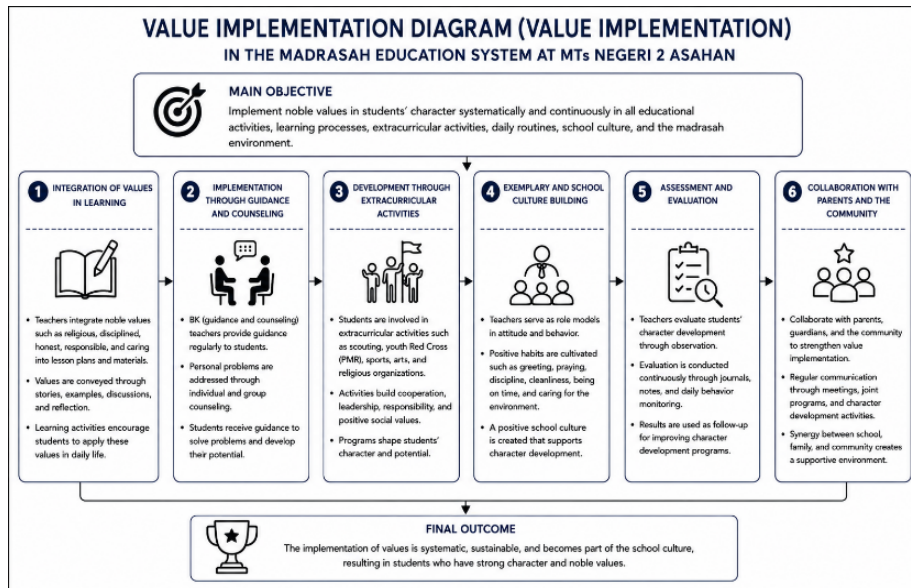 VALUE IMPLEMENTATION DIAGRAM (VALUE IMPLEMENTATION)
IN THE MADRASAH EDUCATION SYSTEM AT MTs NEGERI 2 ASAHAN
MAIN OBJECTIVE
Implement noble values in students' character systematically and continuously in all educational
activities, learning processes, extracurricular activities, daily routines, school culture, and the madrasah
environment.
1 INTEGRATION OF VALUES
IN LEARNING
• Teachers integrate noble values
such as religious, disciplined,
honest, responsible, and caring
into lesson plans and materials.
• Values are conveyed through
stories, examples, discussions,
and reflection.
• Learning activities encourage
students to apply these
values in daily life.
2 IMPLEMENTATION
THROUGH GUIDANCE
AND COUNSELING
• BK (guidance and counseling)
teachers provide guidance
regularly to students.
• Personal problems are
addressed through
individual and group
counseling.
• Students receive guidance to
solve problems and develop
their potential.
3 DEVELOPMENT THROUGH
EXTRACURRICULAR
ACTIVITIES
• Students are involved in
extracurricular activities such
as scouting, youth Red Cross
(PMR), sports, arts, and
religious organizations.
• Activities build cooperation,
leadership, responsibility, and
positive social values.
• Programs shape students'
character and potential.
4 EXEMPLARY AND SCHOOL
CULTURE BUILDING
• Teachers serve as role models
in attitude and behavior.
• Positive habits are cultivated
such as greeting, praying,
discipline, cleanliness, being
on time, and caring for the
environment.
• A positive school culture
is created that supports
character development.
5 ASSESSMENT AND
EVALUATION
• Teachers evaluate students'
character development
through observation.
• Evaluation is conducted
continuously through journals,
notes, and daily behavior
monitoring.
• Results are used as follow-up
for improving character
development programs.
6 COLLABORATION WITH
PARENTS AND THE
COMMUNITY
• Collaborate with parents,
guardians, and the community
to strengthen value
implementation.
• Regular communication
through meetings, joint
programs, and character
development activities.
• Synergy between school,
family, and community creates
a supportive environment.
FINAL OUTCOME
The implementation of values is systematic, sustainable, and becomes part of the school culture,
resulting in students who have strong character and noble values.